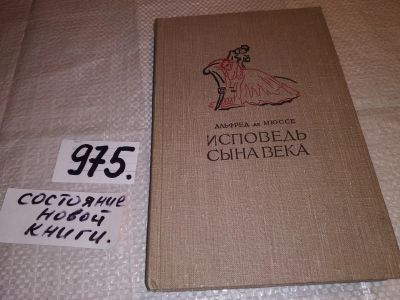 АЛЬФРЕД ДЕ МЮССЕ
ИСПОВЕДЬ
СЫНА ВЕКА
975.
состояние
новой
книги.